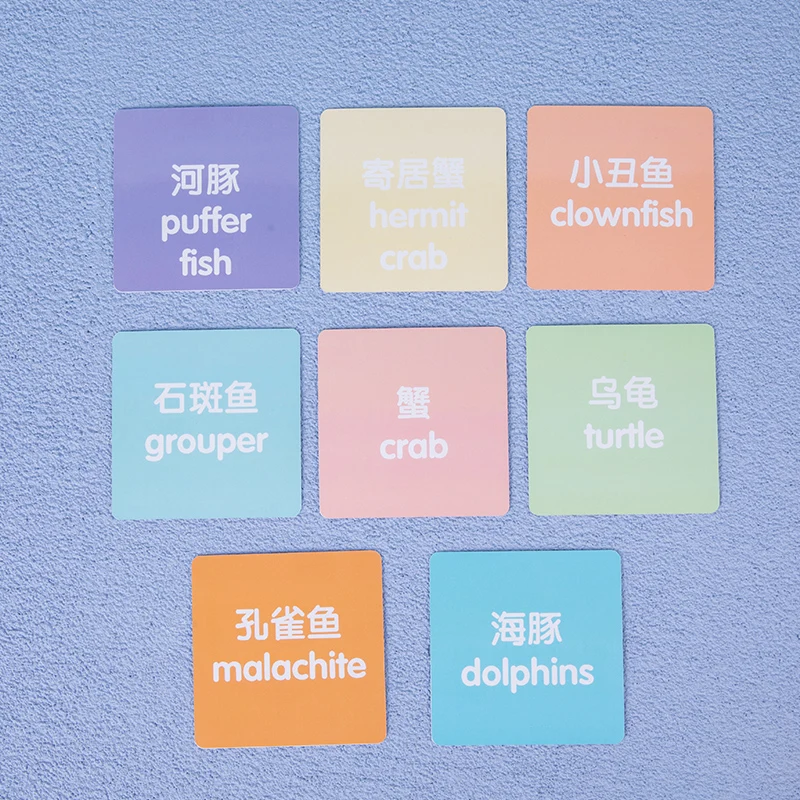 河豚
puffer
fish
寄居蟹
hermit
crab
小丑鱼
clownfish
石斑鱼
grouper
蟹
crab
乌龟
turtle
孔雀鱼
malachite
海豚
dolphins